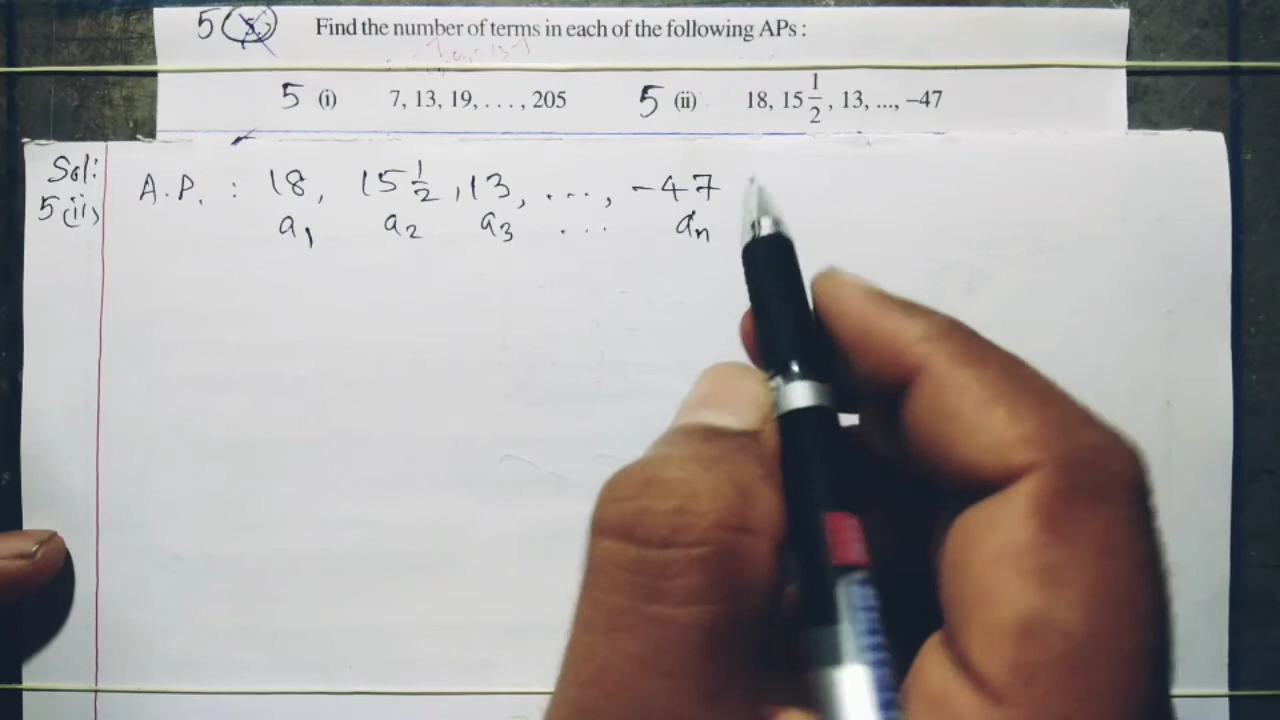 5 5. Find the number of terms in each of the following APs :
5 (i) 7, 13, 19, . . . , 205 5 (ii) 18, 15 1/2, 13, ..., –47
Sol: A.P. : 18, 15 1/2, 13, ..., -47
5(ii) a1 a2 a3 ... an